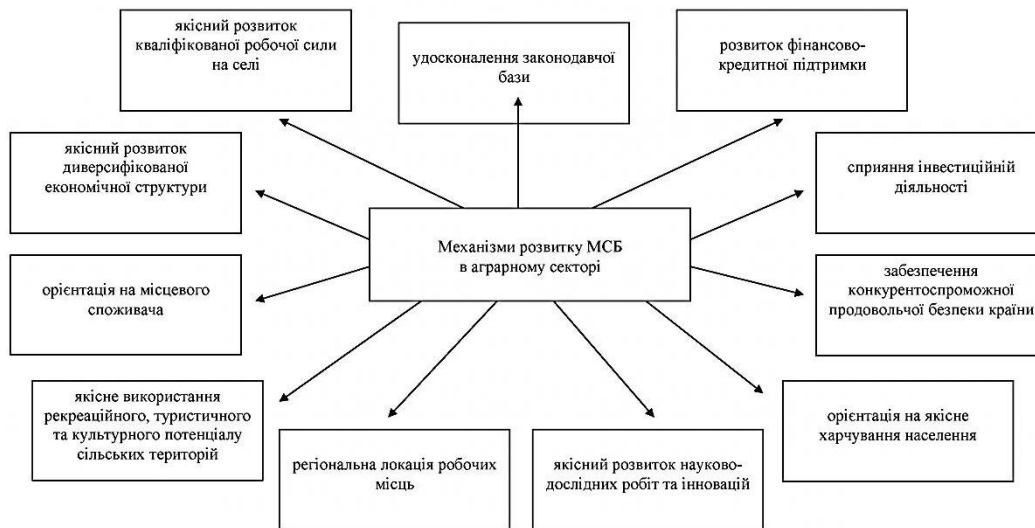 якісний розвиток
кваліфікованої робочої сили
на селі
удосконалення законодавчої
бази
розвиток фінансово-
кредитної підтримки
якісний розвиток
диверсифікованої
економічної структури
сприяння інвестиційній
діяльності
Механізми розвитку МСБ
в аграрному секторі
орієнтація на місцевого
споживача
забезпечення
конкурентоспроможної
продовольчої безпеки країни
якісне використання
рекреаційного, туристичного
та культурного потенціалу
сільських територій
регіональна локація робочих
місць
якісний розвиток науково-
дослідних робіт та інновацій
орієнтація на якісне
харчування населення